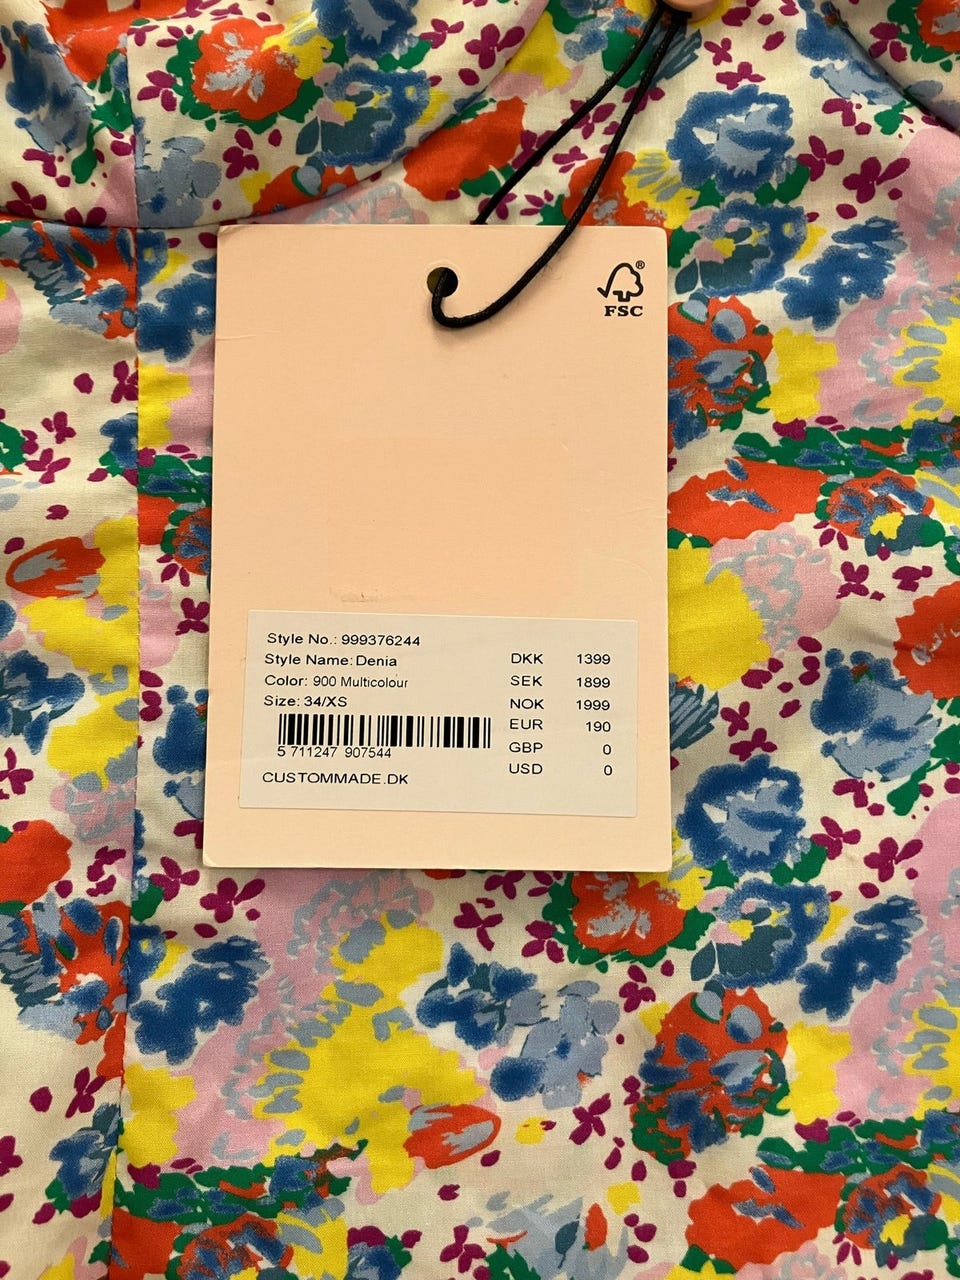 ®
FSC
Style No.: 999376244
Style Name: Denia
Color: 900 Multicolour
Size: 34/XS
5 711247 907544
CUSTOMMADE.DK
DKK 1399
SEK 1899
NOK 1999
EUR 190
GBP 0
USD 0